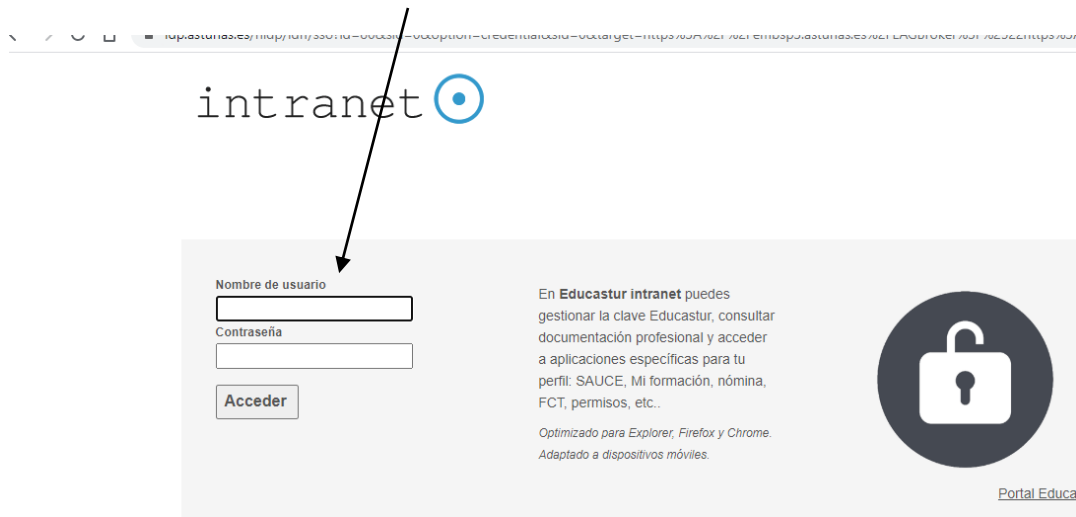 intranet
Nombre de usuario
Contraseña
Acceder
En Educastur intranet puedes
gestionar la clave Educastur, consultar
documentación profesional y acceder
a aplicaciones específicas para tu
perfil: SAUCE, Mi formación, nómina,
FCT, permisos, etc..
Optimizado para Explorer, Firefox y Chrome.
Adaptado a dispositivos móviles.
Portal Educa